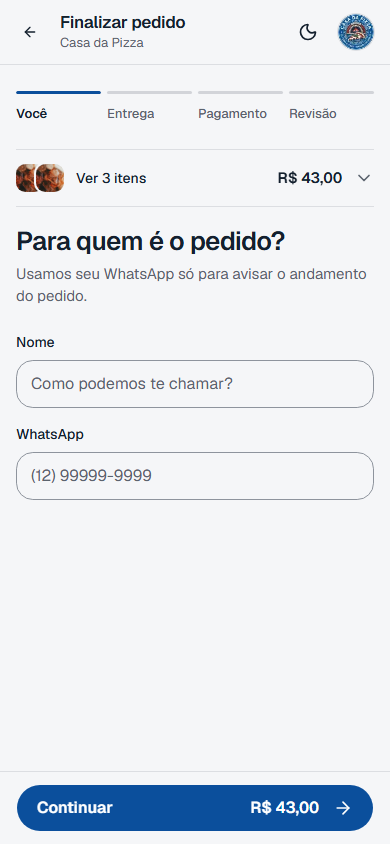 Finalizar pedido
Casa da Pizza
Você
Entrega
Pagamento
Revisão
Ver 3 itens
R$ 43,00
Para quem é o pedido?
Usamos seu WhatsApp só para avisar o andamento
do pedido.
Nome
Como podemos te chamar?
WhatsApp
(12) 99999-9999
Continuar
R$ 43,00